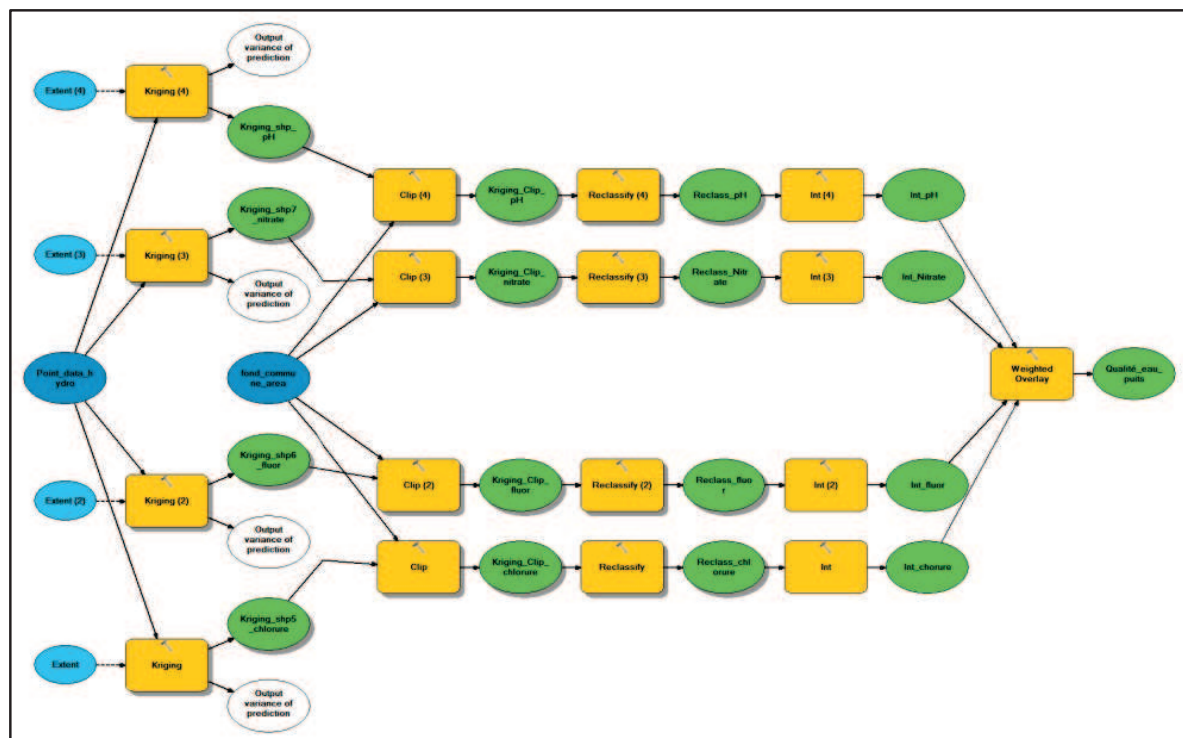 Output
variance of
prediction
Extent (4)
Kriging (4)
Kriging_shp_
pH
Clip (4)
Kriging_Clip_
pH
Reclassify (4)
Reclass_pH
Int (4)
Int_pH
Kriging_shp7
_nitrate
Extent (3)
Kriging (3)
Clip (3)
Kriging_Clip_
nitrate
Reclassify (3)
Reclass_Nitr
ate
Int (3)
Int_Nitrate
Output
variance of
prediction
Point_data_h
ydro
fond_commu
ne_area
Weighted
Overlay
Qualité_eau_
puits
Kriging_shp6
_fluor
Extent (2)
Kriging (2)
Clip (2)
Kriging_Clip_
fluor
Reclassify (2)
Reclass_fluo
r
Int (2)
Int_fluor
Output
variance of
prediction
Clip
Kriging_Clip_
chlorure
Reclassify
Reclass_chl
orure
Int
Int_chorure
Kriging_shp5
_chlorure
Extent
Kriging
Output
variance of
prediction